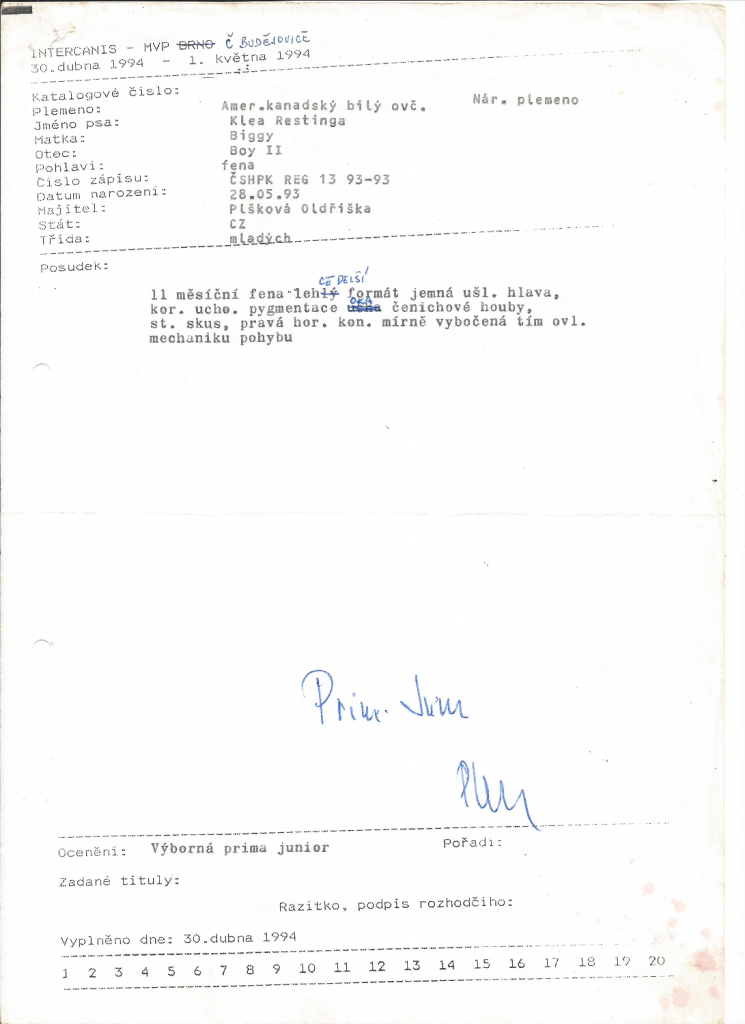 INTERCANIS - MVP BRNO Č BUDĚJOVICE
30.dubna 1994 - 1. května 1994
Katalogové číslo:
Plemeno: Amer.kanadský bílý ovč. Nár. plemeno
Jméno psa: Klea Restinga
Matka: Biggy
Otec: Boy II
Pohlaví: fena
Číslo zápisu: ČSHPK REG 13 93-93
Datum narození: 28.05.93
Majitel: Plšková Oldřiška
Stát: CZ
Třída: mladých
Posudek:
CE DELŠÍ
11 měsíční fena lehlý formát jemná ušl. hlava,
OKA
kor. ucho. pygmentace ucha čenichové houby,
st. skus, pravá hor. kon. mírně vybočená tím ovl.
mechaniku pohybu
Prim. Jun
Ocenění: Výborná prima junior Pořadí:
Zadané tituly:
Razítko, podpis rozhodčího:
Vyplněno dne: 30.dubna 1994
1 2 3 4 5 6 7 8 9 10 11 12 13 14 15 16 17 18 19 20